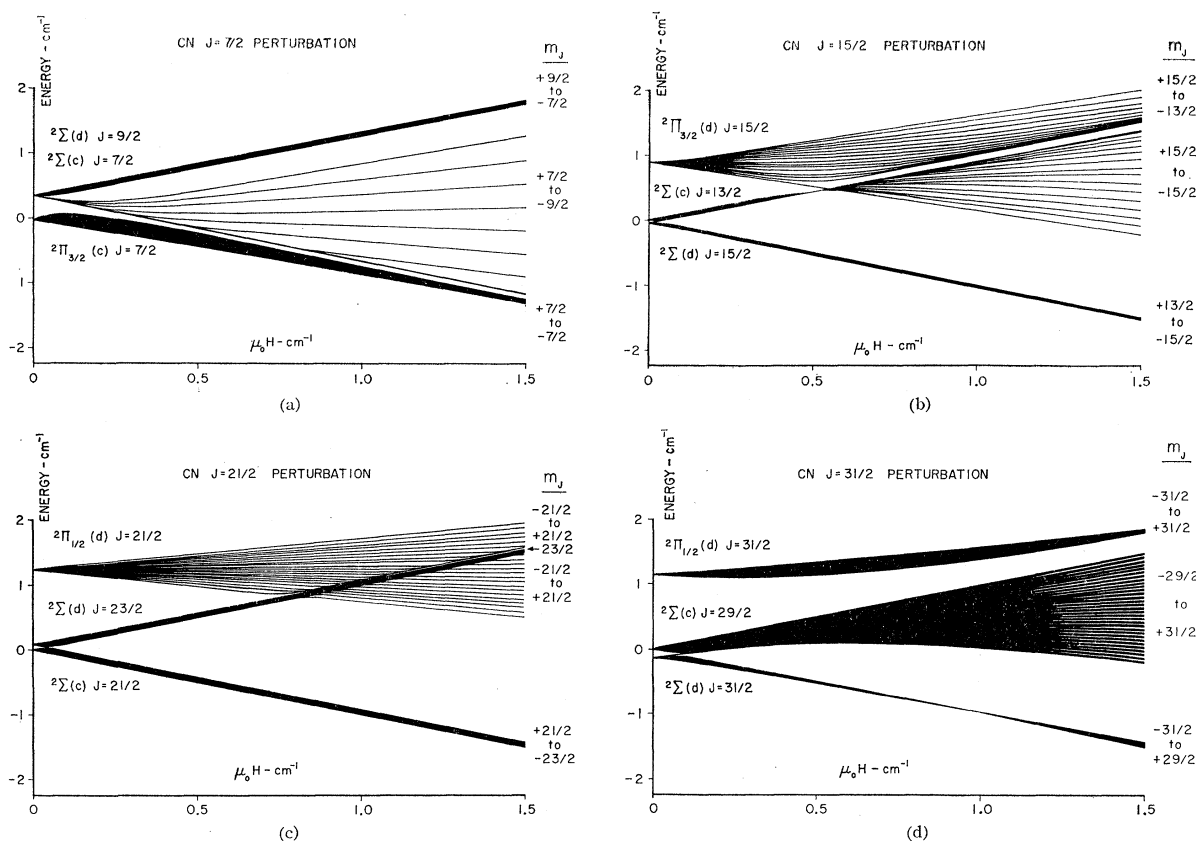 CN J = 7/2 PERTURBATION
ENERGY – cm⁻¹
mJ
+9/2
to
−7/2
+7/2
to
−9/2
+7/2
to
−7/2
²Σ(d) J = 9/2
²Σ(c) J = 7/2
²Π3/2 (c) J = 7/2
2
1
0
1
−2
μ₀H – cm⁻¹
0 0.5 1.0 1.5
(a)
CN J = 15/2 PERTURBATION
ENERGY – cm⁻¹
mJ
+15/2
to
−13/2
+15/2
to
−15/2
+13/2
to
−15/2
²Π3/2 (d) J = 15/2
²Σ(c) J = 13/2
²Σ(d) J = 15/2
2
1
0
−1
−2
μ₀H – cm⁻¹
0 0.5 1.0 1.5
(b)
CN J = 21/2 PERTURBATION
ENERGY – cm⁻¹
mJ
−21/2
to
+21/2
−23/2
−21/2
to
+21/2
+21/2
to
−23/2
²Π1/2 (d) J = 21/2
²Σ(d) J = 23/2
²Σ(c) J = 21/2
2
1
0
−1
−2
μ₀H – cm⁻¹
0 0.5 1.0 1.5
(c)
CN J = 31/2 PERTURBATION
ENERGY – cm⁻¹
mJ
−31/2
to
+31/2
−29/2
to
+31/2
−31/2
to
+29/2
²Π1/2 (d) J = 31/2
²Σ(c) J = 29/2
²Σ(d) J = 31/2
2
1
0
−1
−2
μ₀H – cm⁻¹
0 0.5 1.0 1.5
(d)